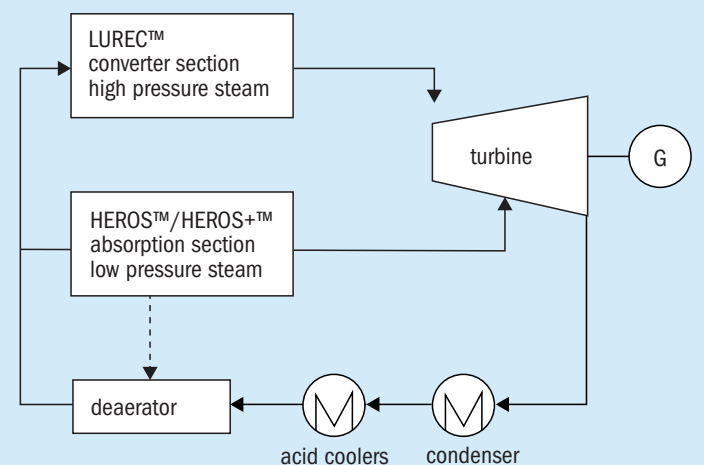 LUREC™
converter section
high pressure steam
turbine
G
HEROS™/HEROS+™
absorption section
low pressure steam
deaerator
acid coolers
condenser